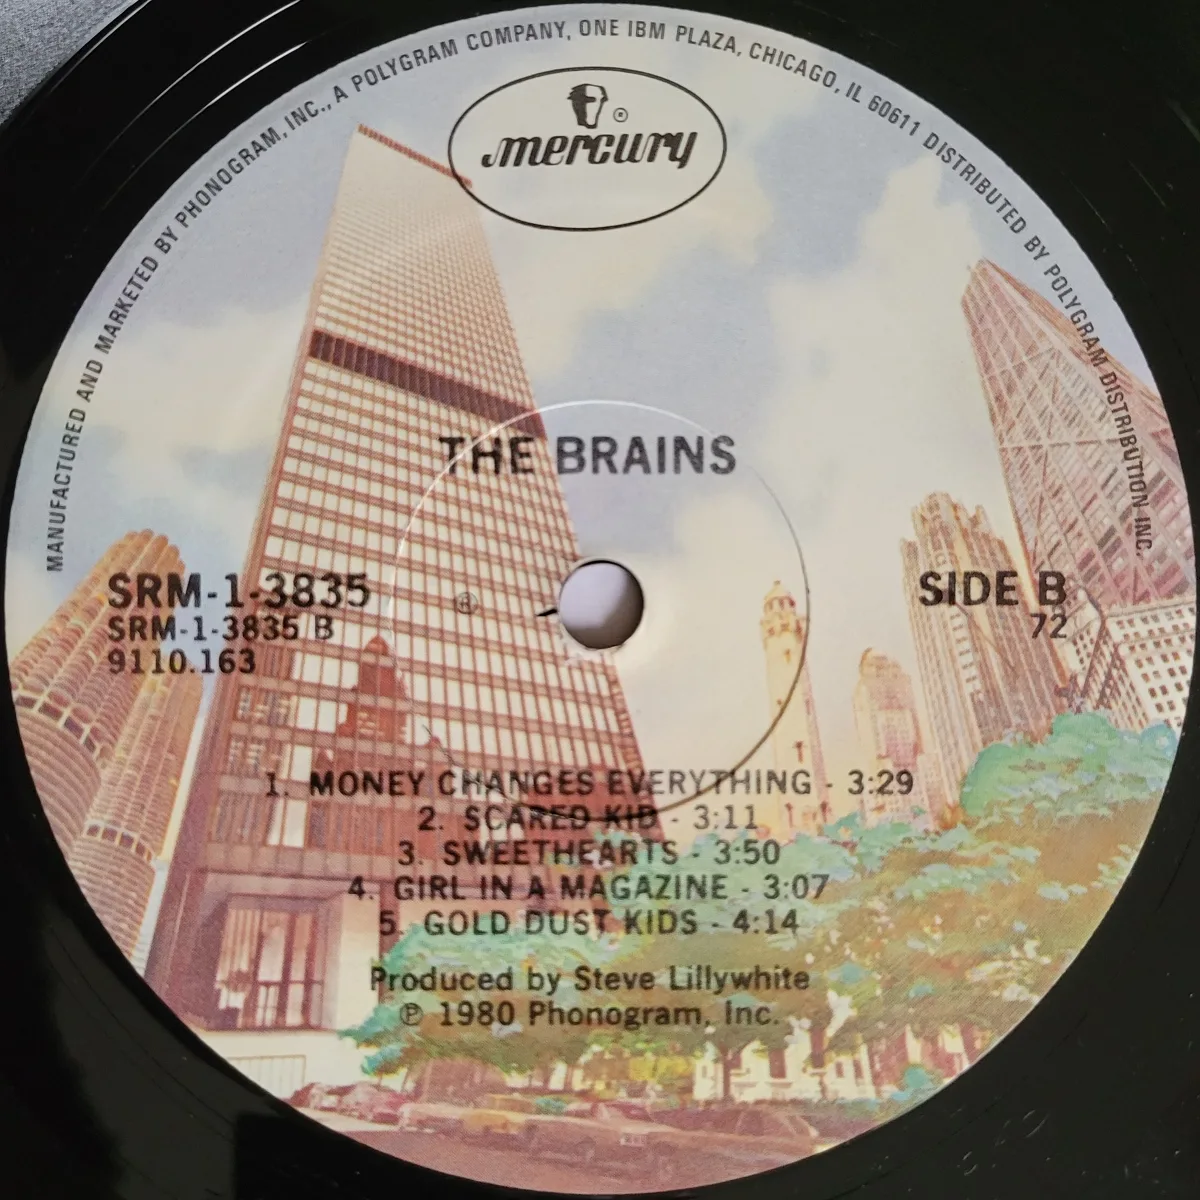 MANUFACTURED AND MARKETED BY PHONOGRAM, INC., A POLYGRAM COMPANY, ONE IBM PLAZA, CHICAGO, IL 60611 DISTRIBUTED BY POLYGRAM DISTRIBUTION INC.
®
mercury
THE BRAINS
SRM-1-3835
SRM-1-3835 B
9110.163
SIDE B
72
1. MONEY CHANGES EVERYTHING - 3:29
2. SCARED KID - 3:11
3. SWEETHEARTS - 3:50
4. GIRL IN A MAGAZINE - 3:07
5. GOLD DUST KIDS - 4:14
Produced by Steve Lillywhite
℗ 1980 Phonogram, Inc.